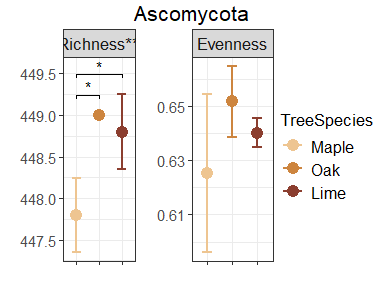 Ascomycota
Richness**
Evenness
449.5
449.0
448.5
448.0
447.5
*
*
0.65
0.63
0.61
TreeSpecies
Maple
Oak
Lime